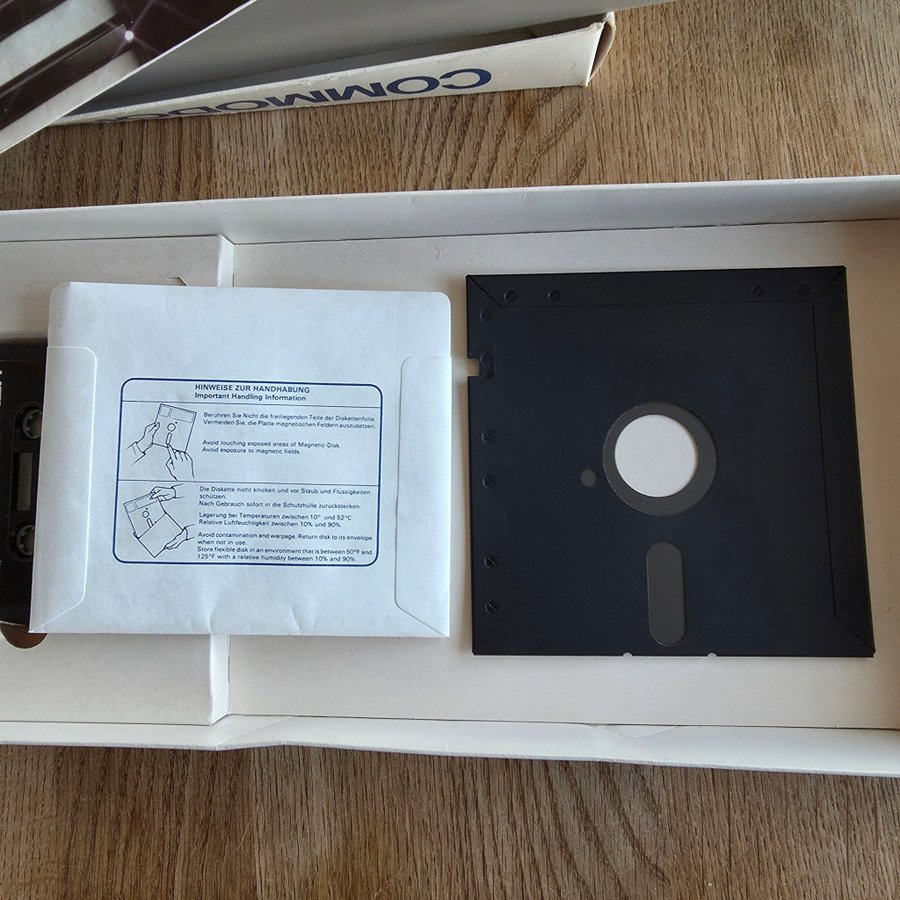 COMMODO
HINWEISE ZUR HANDHABUNG
Important Handling Information
Berühren Sie Nicht die freiliegenden Teite der Diskettenfolie.
Vermeiden Sie, die Platte magnetischen Feldern auszusetzen.
Avoid touching exposed areas of Magnetic-Disk.
Avoid exposure to magnetic fields.
Die Diskette nicht knicken und vor Staub und Flüssigkeiten
schützen.
Nach Gebrauch sofort in die Schutzhülle zurückstecken.
Lagerung bei Temperaturen zwischen 10° und 52°C.
Relative Luftfeuchtigkeit zwischen 10% und 90%.
Avoid contamination and warpage. Return disk to its envelope
when not in use.
Store flexible disk in an environment that is between 50°F and
125°F with a relative humidity between 10% and 90%.